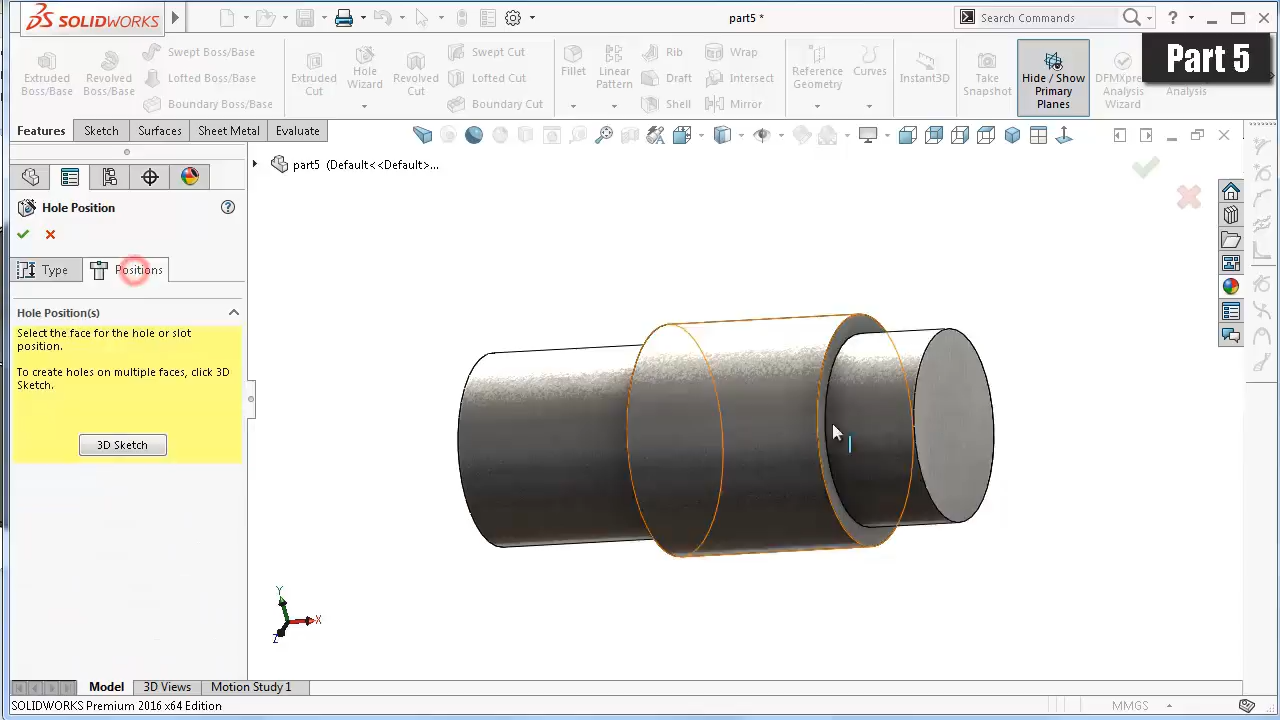 SOLIDWORKS
part5 *
Search Commands
?
Part 5
Extruded
Boss/Base
Revolved
Boss/Base
Swept Boss/Base
Lofted Boss/Base
Boundary Boss/Base
Extruded
Cut
Hole
Wizard
Revolved
Cut
Swept Cut
Lofted Cut
Boundary Cut
Fillet
Linear
Pattern
Rib
Draft
Shell
Wrap
Intersect
Mirror
Reference
Geometry
Curves
Instant3D
Take
Snapshot
Hide / Show
Primary
Planes
DFMXpress
Analysis
Wizard
Analysis
Features
Sketch
Surfaces
Sheet Metal
Evaluate
part5 (Default<<Default>...
Hole Position
?
Type
Positions
Hole Position(s)
Select the face for the hole or slot
position.
To create holes on multiple faces, click 3D
Sketch.
3D Sketch
Y
X
Z
Model
3D Views
Motion Study 1
SOLIDWORKS Premium 2016 x64 Edition
MMGS